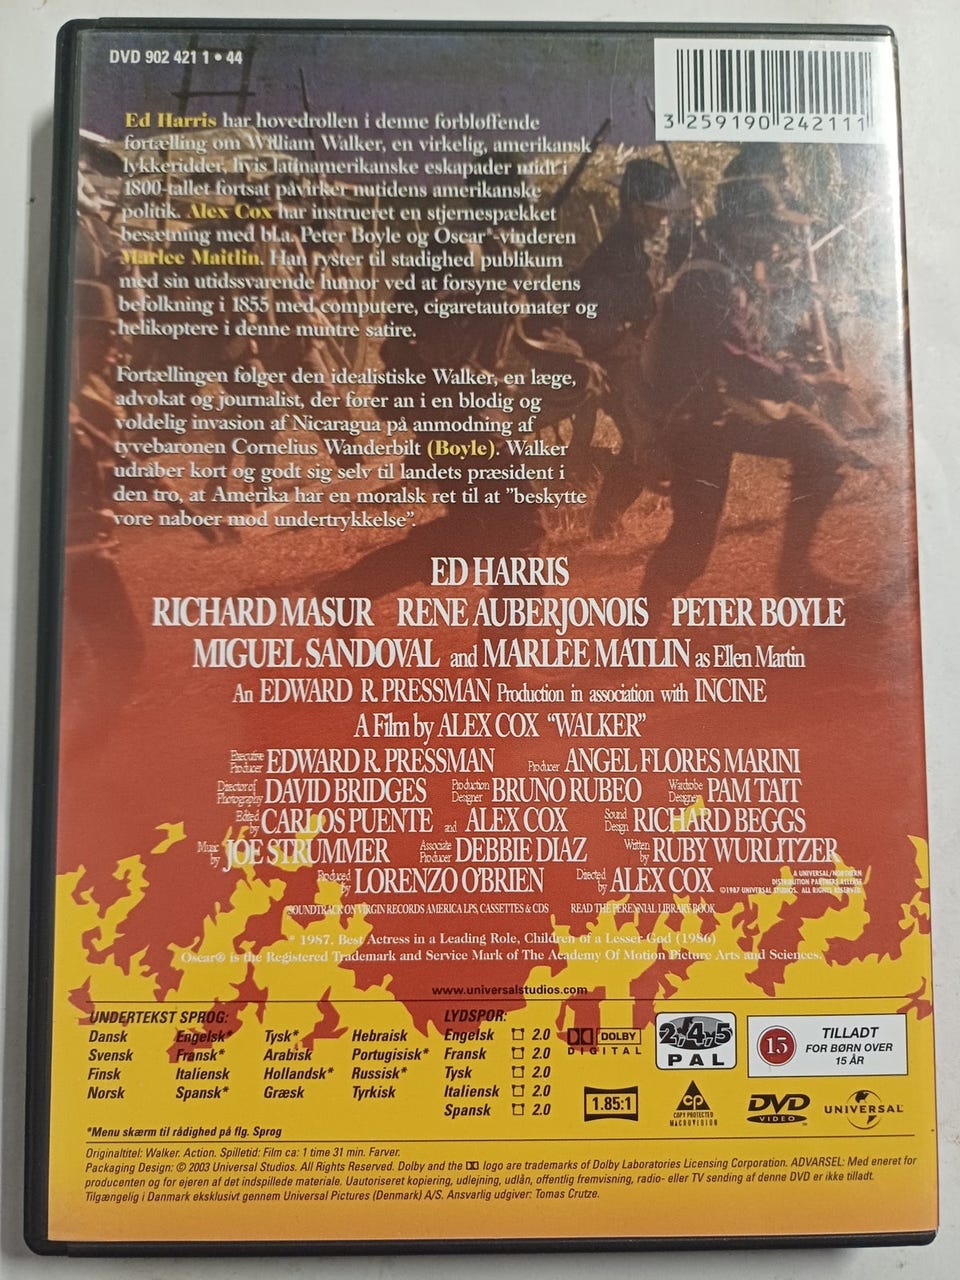 DVD 902 421 1 • 44
3 259190 242111
Ed Harris har hovedrollen i denne forbløffende
fortælling om William Walker, en virkelig, amerikansk
lykkeridder, hvis latinamerikanske eskapader midt i
1800-tallet fortsat påvirker nutidens amerikanske
politik. Alex Cox har instrueret en stjernespækket
besætning med bl.a. Peter Boyle og Oscar*-vinderen
Marlee Maitlin. Han ryster til stadighed publikum
med sin utidssvarende humor ved at forsyne verdens
befolkning i 1855 med computere, cigaretautomater og
helikoptere i denne muntre satire.
Fortællingen følger den idealistiske Walker, en læge,
advokat og journalist, der fører an i en blodig og
voldelig invasion af Nicaragua på anmodning af
tyvebaronen Cornelius Wanderbilt (Boyle). Walker
udråber kort og godt sig selv til landets præsident i
den tro, at Amerika har en moralsk ret til at ”beskytte
vore naboer mod undertrykkelse”.
ED HARRIS
RICHARD MASUR RENE AUBERJONOIS PETER BOYLE
MIGUEL SANDOVAL and MARLEE MATLIN as Ellen Martin
An EDWARD R. PRESSMAN Production in association with INCINE
A Film by ALEX COX “WALKER”
Executive Producer EDWARD R. PRESSMAN Producer ANGEL FLORES MARINI
Director of Photography DAVID BRIDGES Production Designer BRUNO RUBEO Wardrobe Designer PAM TAIT
Edited by CARLOS PUENTE and ALEX COX Sound Design RICHARD BEGGS
Music by JOE STRUMMER Associate Producer DEBBIE DIAZ Written by RUDY WURLITZER
Produced by LORENZO O'BRIEN Directed by ALEX COX
A UNIVERSAL/NORTHERN
DISTRIBUTION PARTNERS RELEASE
©1987 UNIVERSAL STUDIOS. ALL RIGHTS RESERVED.
SOUNDTRACK ON VIRGIN RECORDS AMERICA LPS, CASSETTES & CDS READ THE PERENNIAL LIBRARY BOOK
* 1987, Best Actress in a Leading Role, Children of a Lesser God (1986)
Oscar® is the Registered Trademark and Service Mark of The Academy Of Motion Picture Arts and Sciences.
www.universalstudios.com
UNDERTEKST SPROG: LYDSPOR:
Dansk Engelsk* Tysk* Hebraisk Engelsk 2.0
Svensk Fransk* Arabisk Portugisisk* Fransk 2.0
Finsk Italiensk Hollandsk* Russisk* Tysk 2.0
Norsk Spansk* Græsk Tyrkisk Italiensk 2.0
Spansk 2.0
*Menu skærm til rådighed på flg. Sprog
DOLBY
DIGITAL
2,4,5
PAL
15
TILLADT
FOR BØRN OVER
15 ÅR
1.85:1
CP
COPY PROTECTED
MACROVISION
DVD
VIDEO
UNIVERSAL
Originaltitel: Walker. Action. Spilletid: Film ca: 1 time 31 min. Farver.
Packaging Design: © 2003 Universal Studios. All Rights Reserved. Dolby and the logo are trademarks of Dolby Laboratories Licensing Corporation. ADVARSEL: Med eneret for
producenten og for ejeren af det indspillede materiale. Uautoriseret kopiering, udlejning, udlån, offentlig fremvisning, radio- eller TV sending af denne DVD er ikke tilladt.
Tilgængelig i Danmark eksklusivt gennem Universal Pictures (Denmark) A/S. Ansvarlig udgiver: Tomas Crutze.